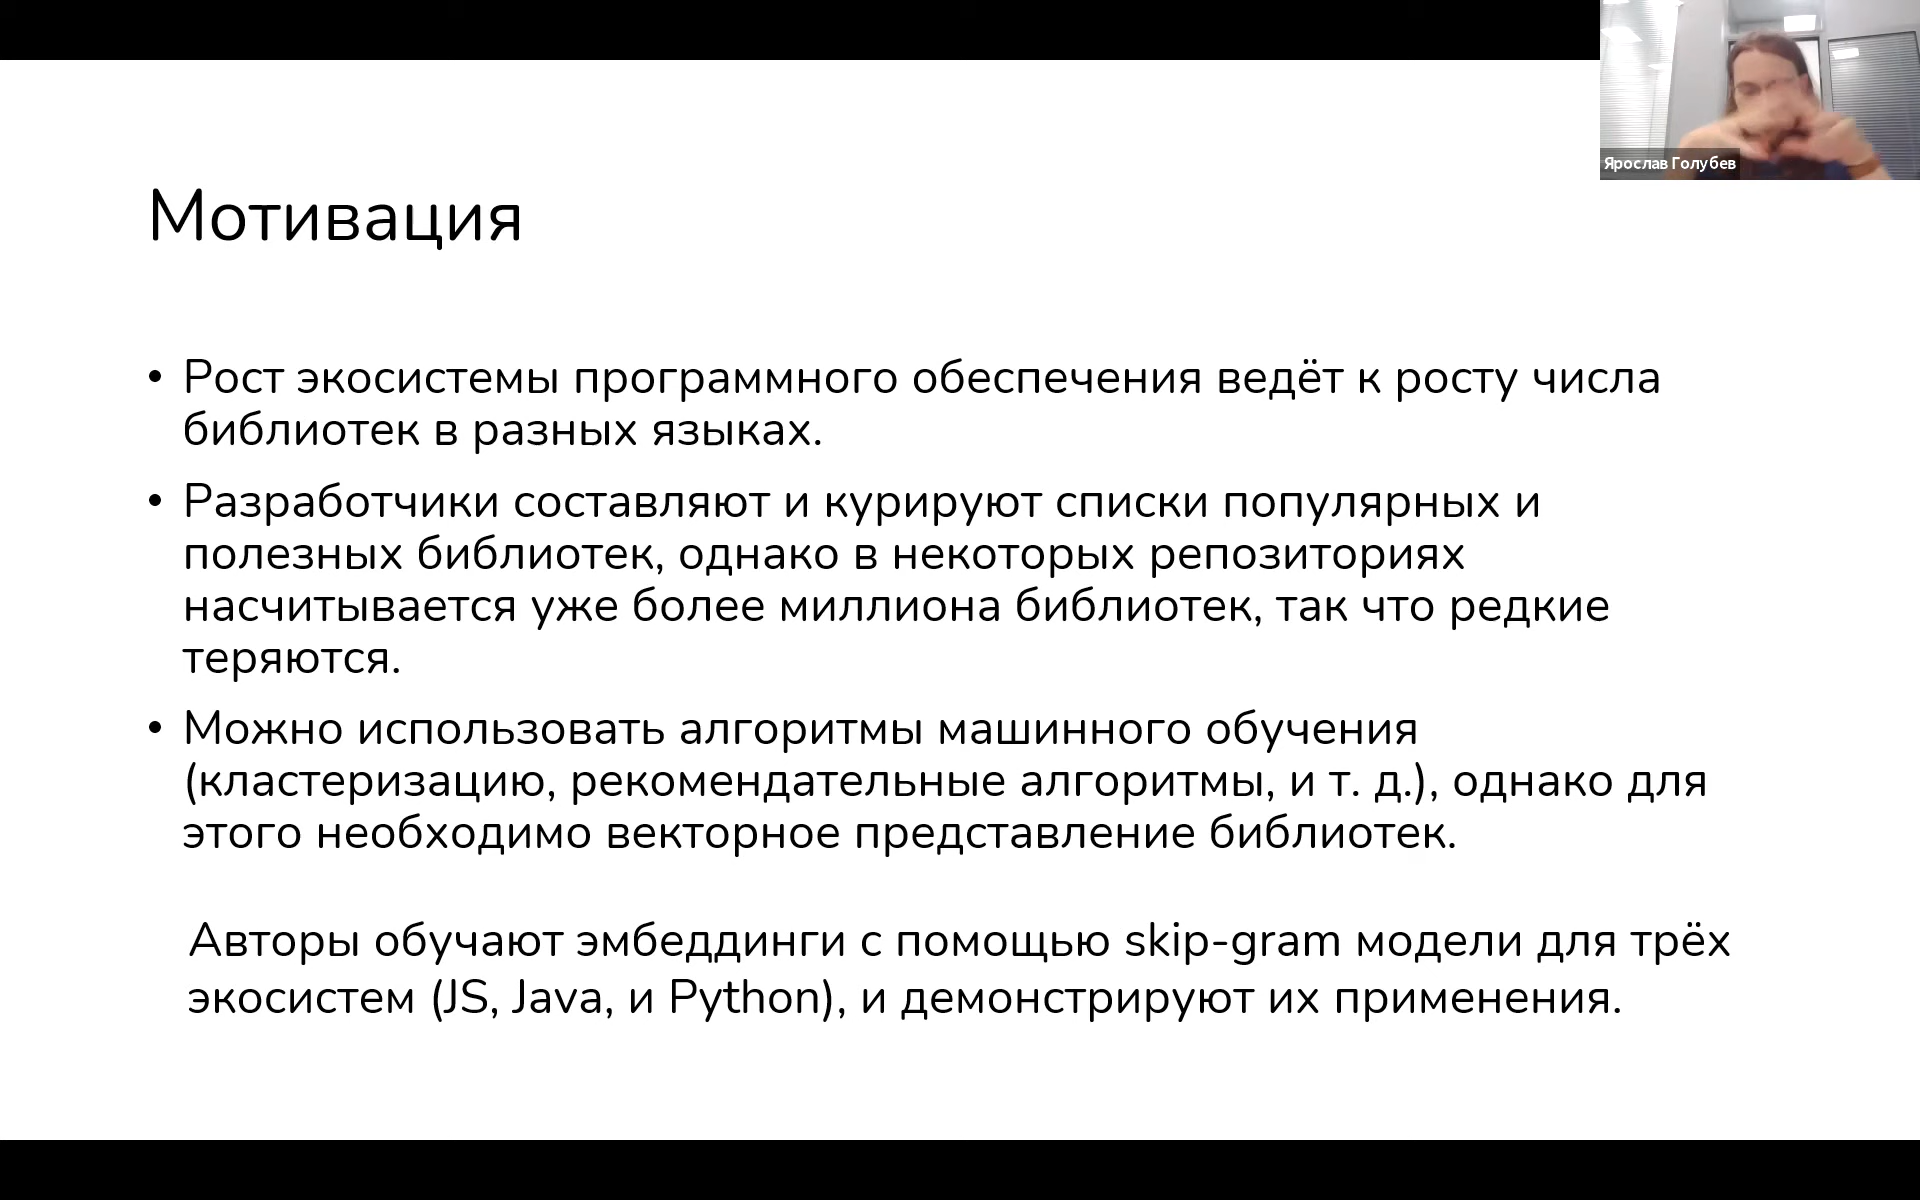 Ярослав Голубев
Мотивация
• Рост экосистемы программного обеспечения ведёт к росту числа
библиотек в разных языках.
• Разработчики составляют и курируют списки популярных и
полезных библиотек, однако в некоторых репозиториях
насчитывается уже более миллиона библиотек, так что редкие
теряются.
• Можно использовать алгоритмы машинного обучения
(кластеризацию, рекомендательные алгоритмы, и т. д.), однако для
этого необходимо векторное представление библиотек.
Авторы обучают эмбеддинги с помощью skip-gram модели для трёх
экосистем (JS, Java, и Python), и демонстрируют их применения.